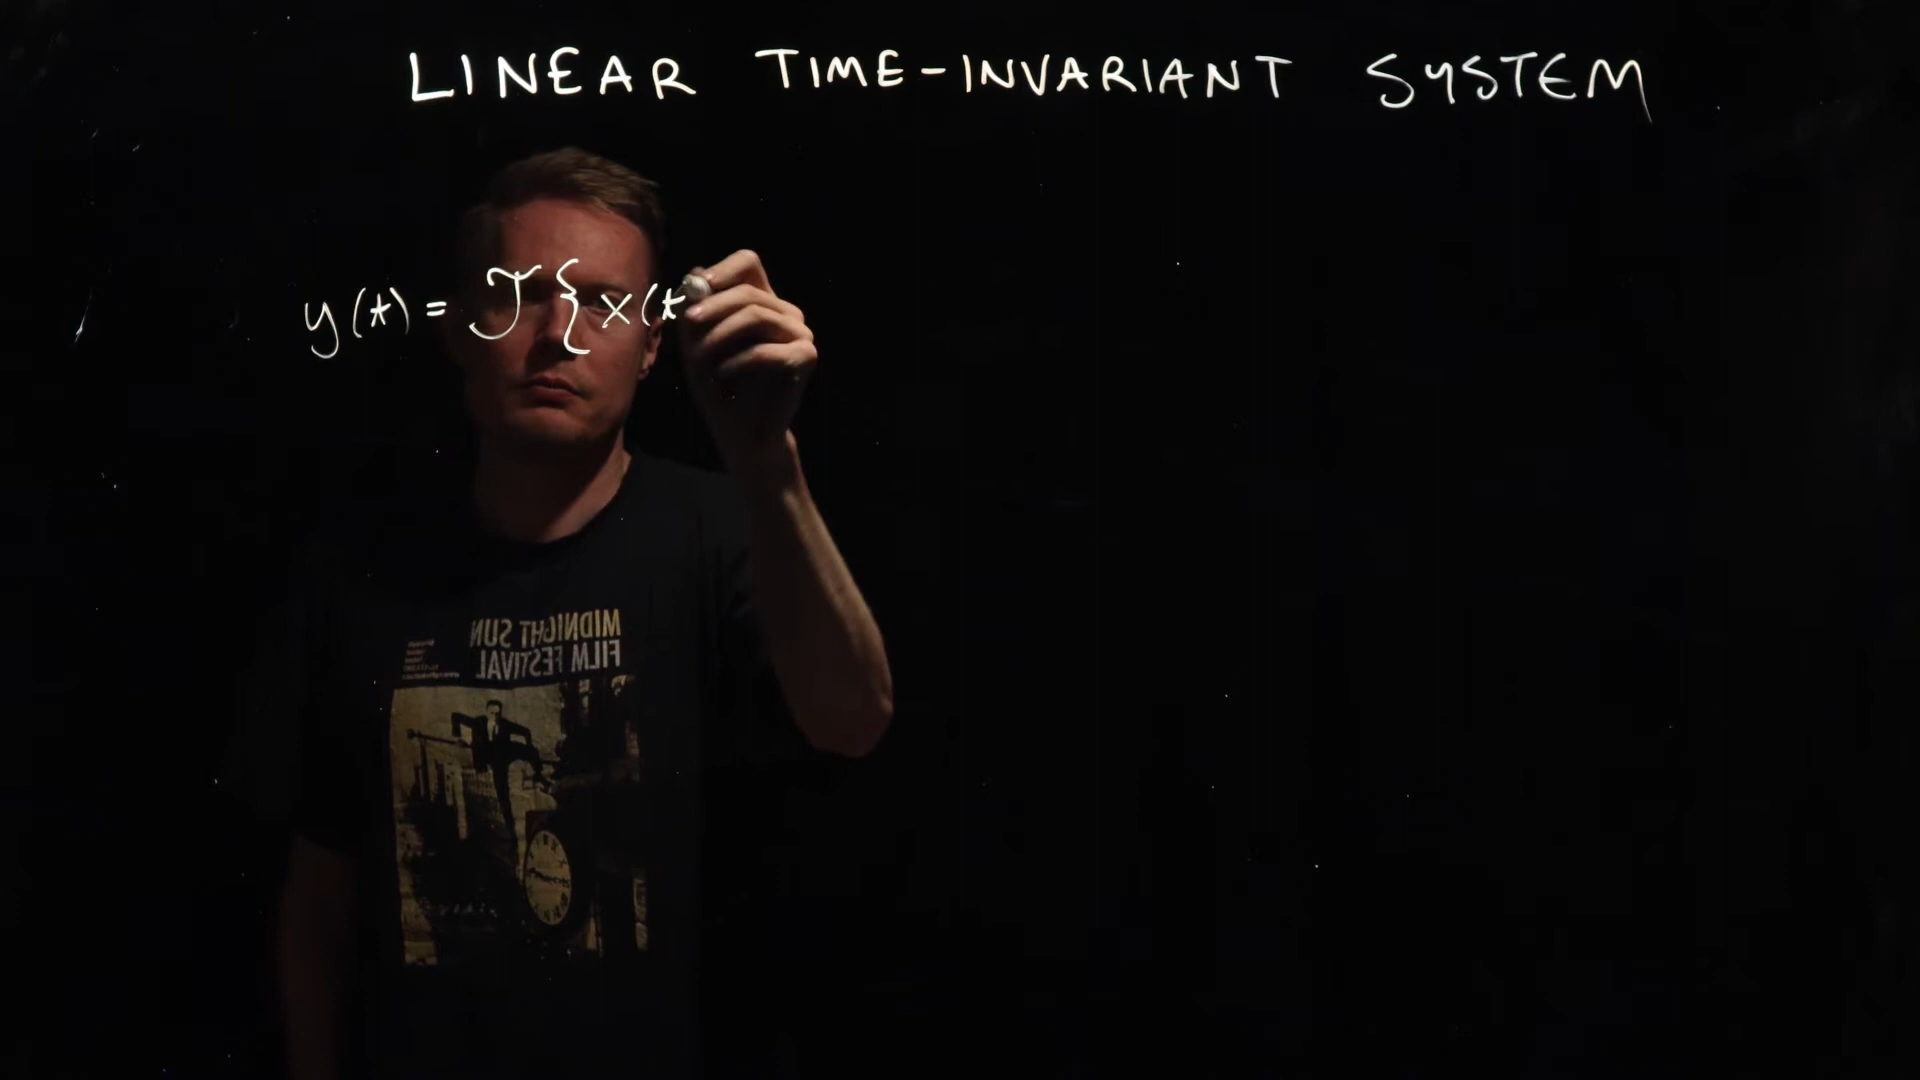 LINEAR TIME-INVARIANT SYSTEM
y(t) = 𝒯{x(t
MIDNIGHT SUN
FILM FESTIVAL